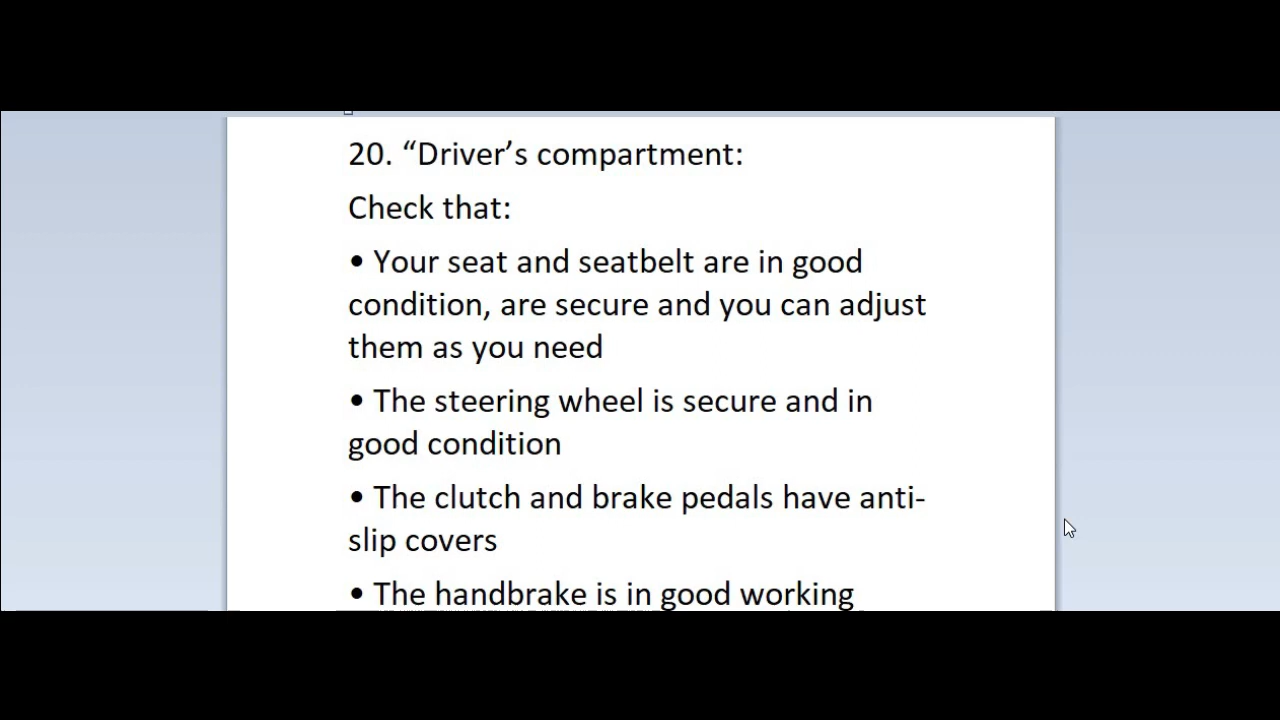 20. “Driver’s compartment:
Check that:
• Your seat and seatbelt are in good
condition, are secure and you can adjust
them as you need
• The steering wheel is secure and in
good condition
• The clutch and brake pedals have anti-
slip covers
• The handbrake is in good working